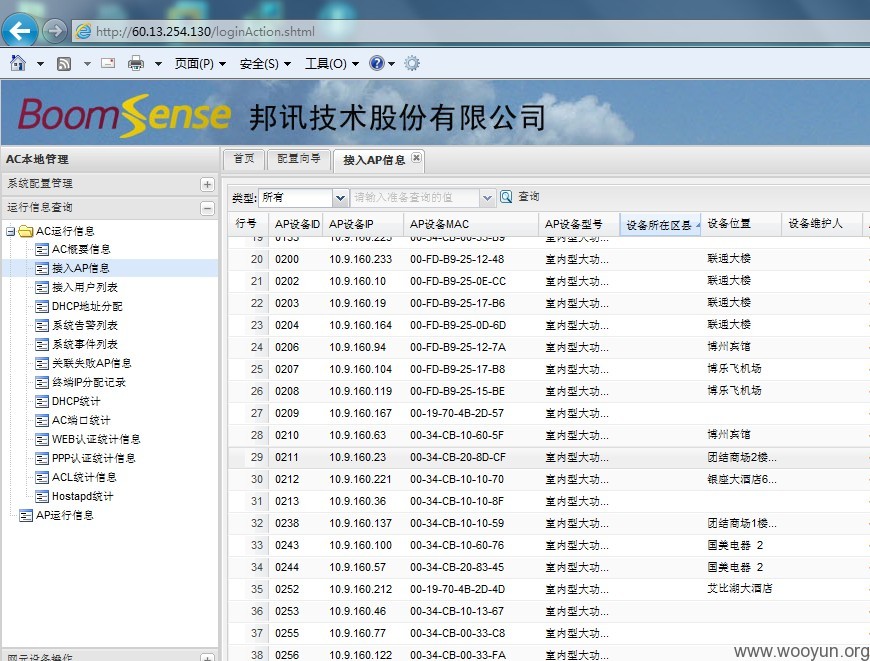 http://60.13.254.130/loginAction.shtml
页面(P) 安全(S) 工具(O)
BoomSense 邦讯技术股份有限公司
AC本地管理
系统配置管理
运行信息查询
AC运行信息
AC概要信息
接入AP信息
接入用户列表
DHCP地址分配
系统告警列表
系统事件列表
关联失败AP信息
终端IP分配记录
DHCP统计
AC端口统计
WEB认证统计信息
PPP认证统计信息
ACL统计信息
Hostapd统计
AP运行信息
网元设备操作
首页 配置向导 接入AP信息
类型: 所有 请输入准备查询的值 查询
行号 AP设备ID AP设备IP AP设备MAC AP设备型号 设备所在区县 设备位置 设备维护人
19 0155 10.9.160.225 00-34-CB-00-33-B9 室内型大功...
20 0200 10.9.160.233 00-FD-B9-25-12-48 室内型大功... 联通大楼
21 0202 10.9.160.10 00-FD-B9-25-0E-CC 室内型大功... 联通大楼
22 0203 10.9.160.19 00-FD-B9-25-17-B6 室内型大功... 联通大楼
23 0204 10.9.160.164 00-FD-B9-25-0D-6D 室内型大功... 联通大楼
24 0206 10.9.160.94 00-FD-B9-25-12-7A 室内型大功... 博州宾馆
25 0207 10.9.160.104 00-FD-B9-25-17-B8 室内型大功... 博乐飞机场
26 0208 10.9.160.119 00-FD-B9-25-15-BE 室内型大功... 博乐飞机场
27 0209 10.9.160.167 00-19-70-4B-2D-57 室内型大功...
28 0210 10.9.160.63 00-34-CB-10-60-5F 室内型大功... 博州宾馆
29 0211 10.9.160.23 00-34-CB-20-8D-CF 室内型大功... 团结商场2楼...
30 0212 10.9.160.221 00-34-CB-10-10-70 室内型大功... 银座大酒店6...
31 0213 10.9.160.36 00-34-CB-10-10-8F 室内型大功...
32 0238 10.9.160.137 00-34-CB-10-10-59 室内型大功... 团结商场1楼...
33 0243 10.9.160.100 00-34-CB-10-60-76 室内型大功... 国美电器 2
34 0244 10.9.160.57 00-34-CB-20-83-45 室内型大功... 国美电器 2
35 0252 10.9.160.212 00-19-70-4B-2D-4D 室内型大功... 艾比湖大酒店
36 0253 10.9.160.46 00-34-CB-10-13-67 室内型大功...
37 0255 10.9.160.77 00-34-CB-00-33-C8 室内型大功...
38 0256 10.9.160.122 00-34-CB-00-33-FA 室内型大功...
www.wooyun.org